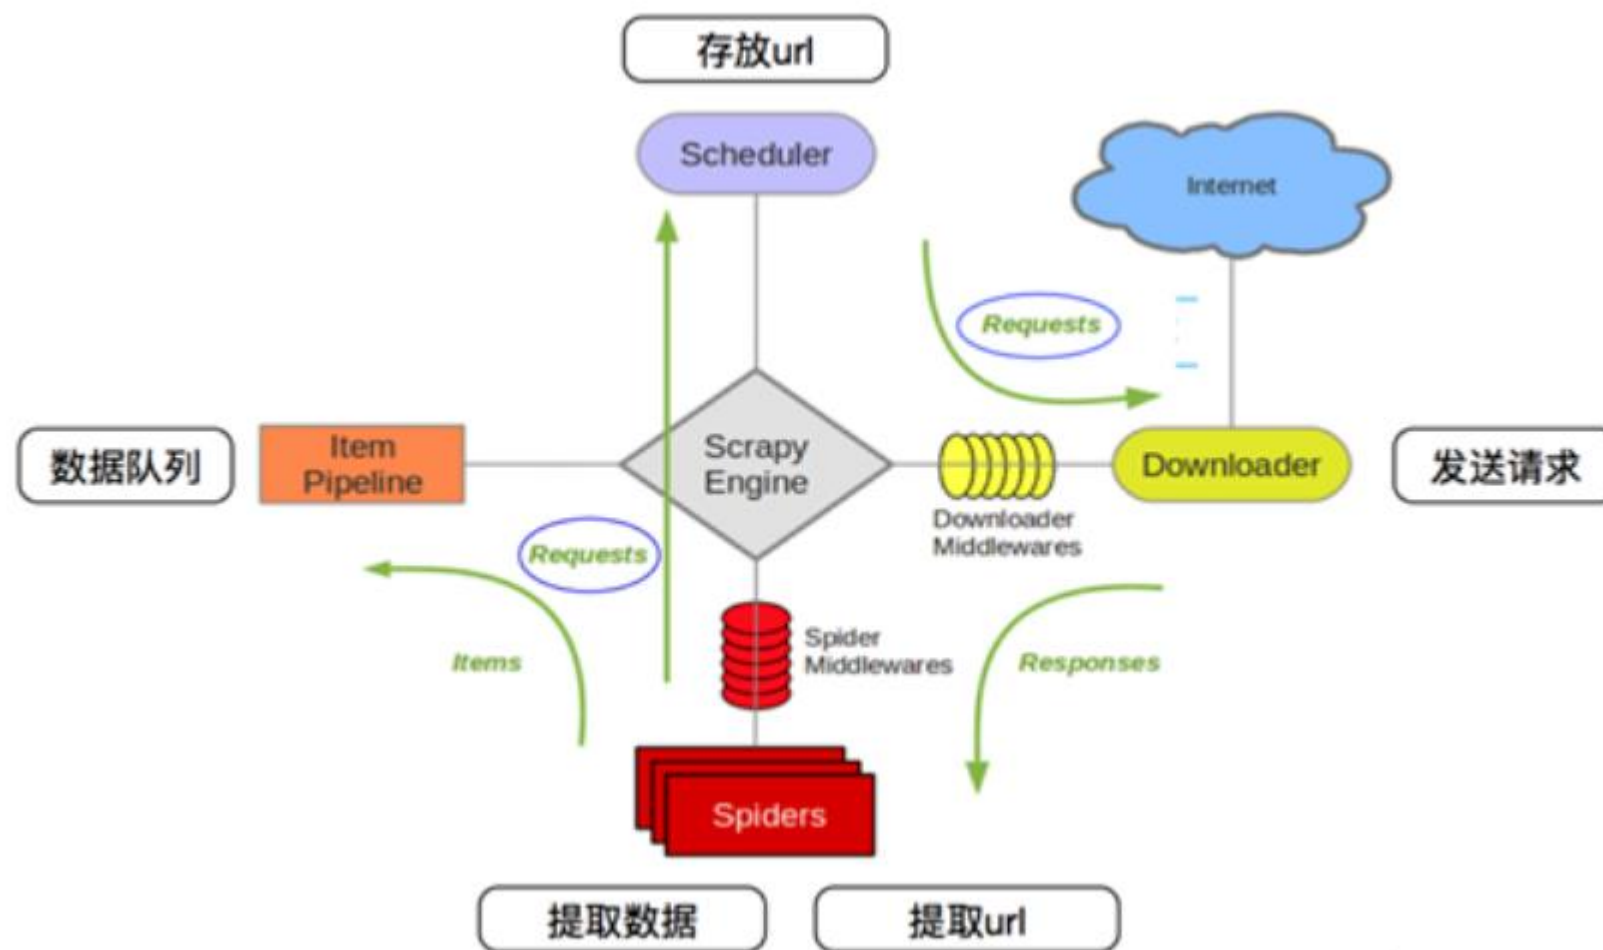 存放url
Scheduler
Internet
Requests
数据队列
Item
Pipeline
Scrapy
Engine
Downloader
发送请求
Downloader
Middlewares
Requests
Items
Spider
Middlewares
Responses
Spiders
提取数据
提取url